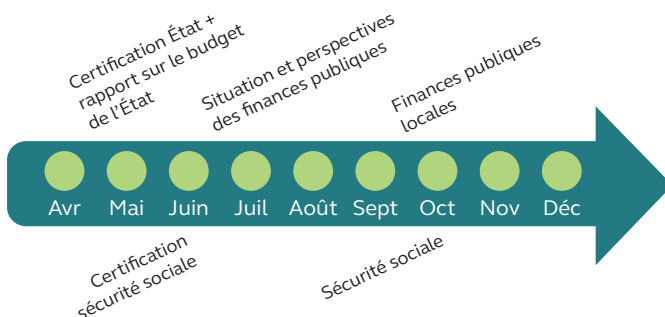 Certification État +
rapport sur le budget
de l'État
Situation et perspectives
des finances publiques
Finances publiques
locales
Avr Mai Juin Juil Août Sept Oct Nov Déc
Certification
sécurité sociale
Sécurité sociale